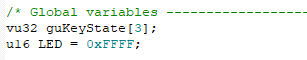 /* Global variables ------------------
vu32 guKeyState[3];
u16 LED = 0xFFFF;